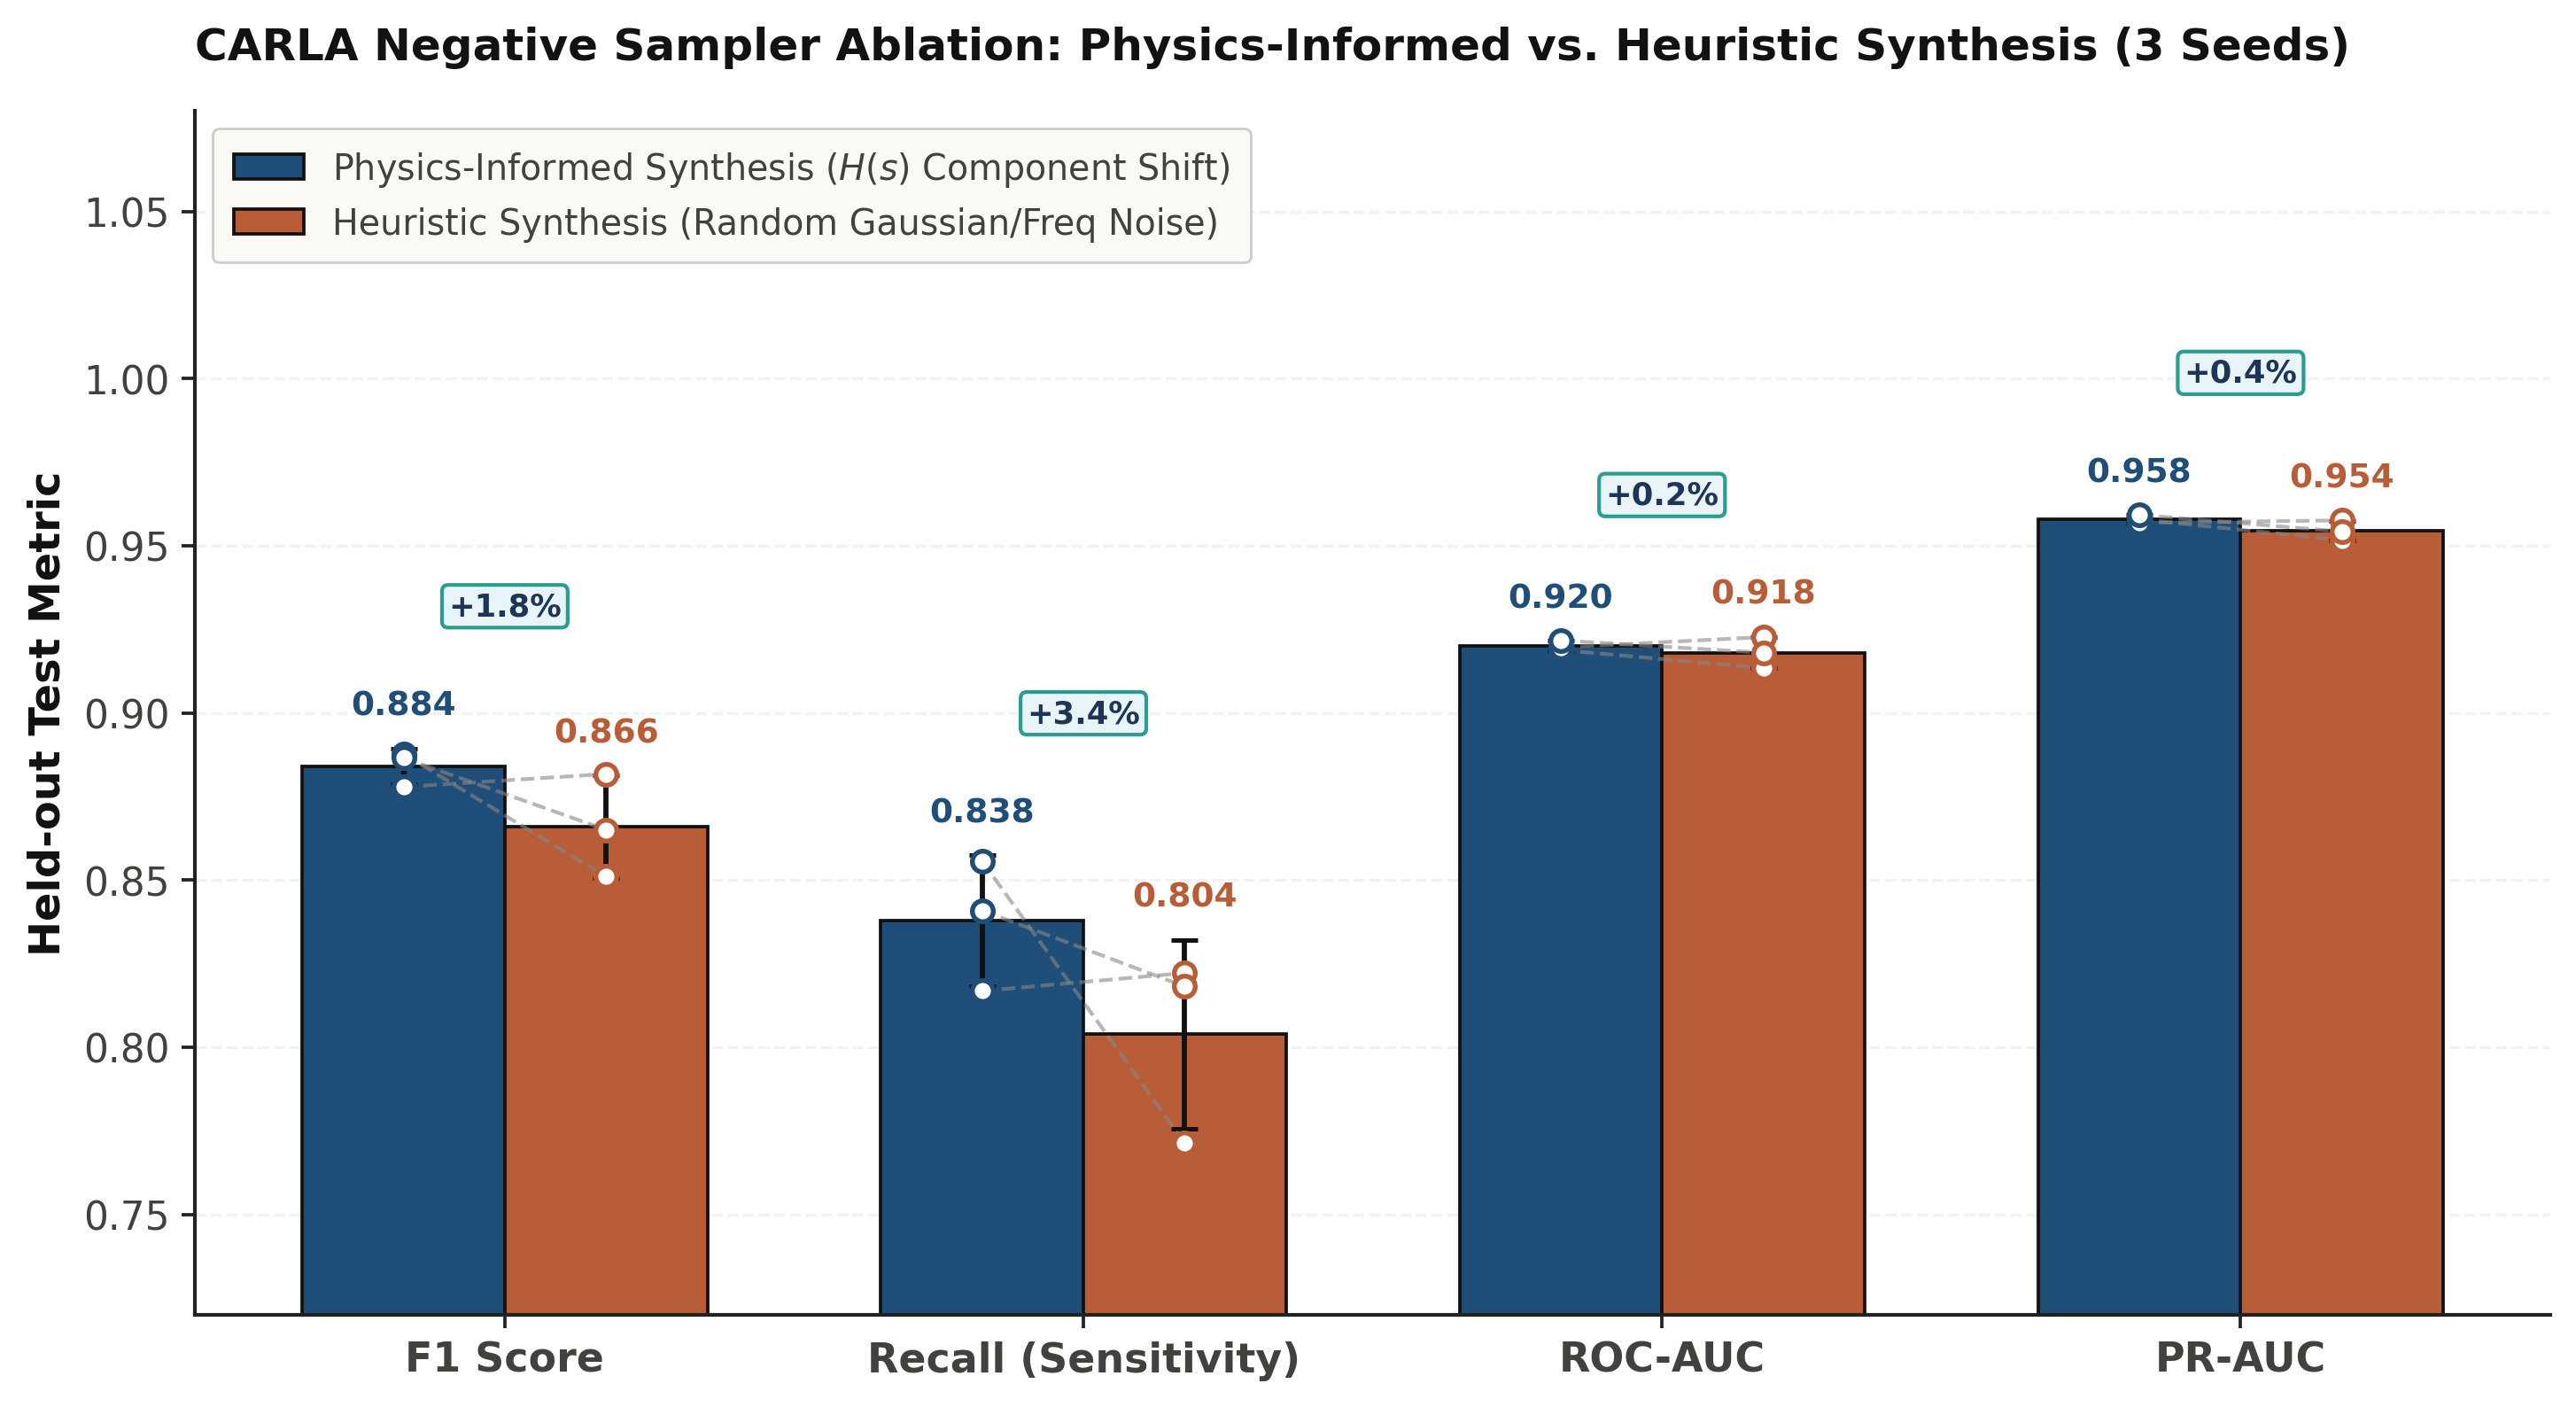 CARLA Negative Sampler Ablation: Physics-Informed vs. Heuristic Synthesis (3 Seeds)
Physics-Informed Synthesis (H(s) Component Shift)
Heuristic Synthesis (Random Gaussian/Freq Noise)
Held-out Test Metric
1.05
1.00
0.95
0.90
0.85
0.80
0.75
+1.8%
0.884
0.866
+3.4%
0.838
0.804
+0.2%
0.920
0.918
+0.4%
0.958
0.954
F1 Score
Recall (Sensitivity)
ROC-AUC
PR-AUC